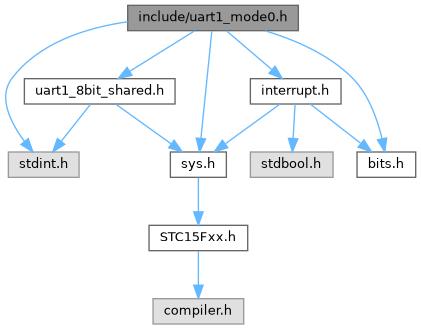 include/uart1_mode0.h
uart1_8bit_shared.h
interrupt.h
stdint.h
sys.h
stdbool.h
bits.h
STC15Fxx.h
compiler.h